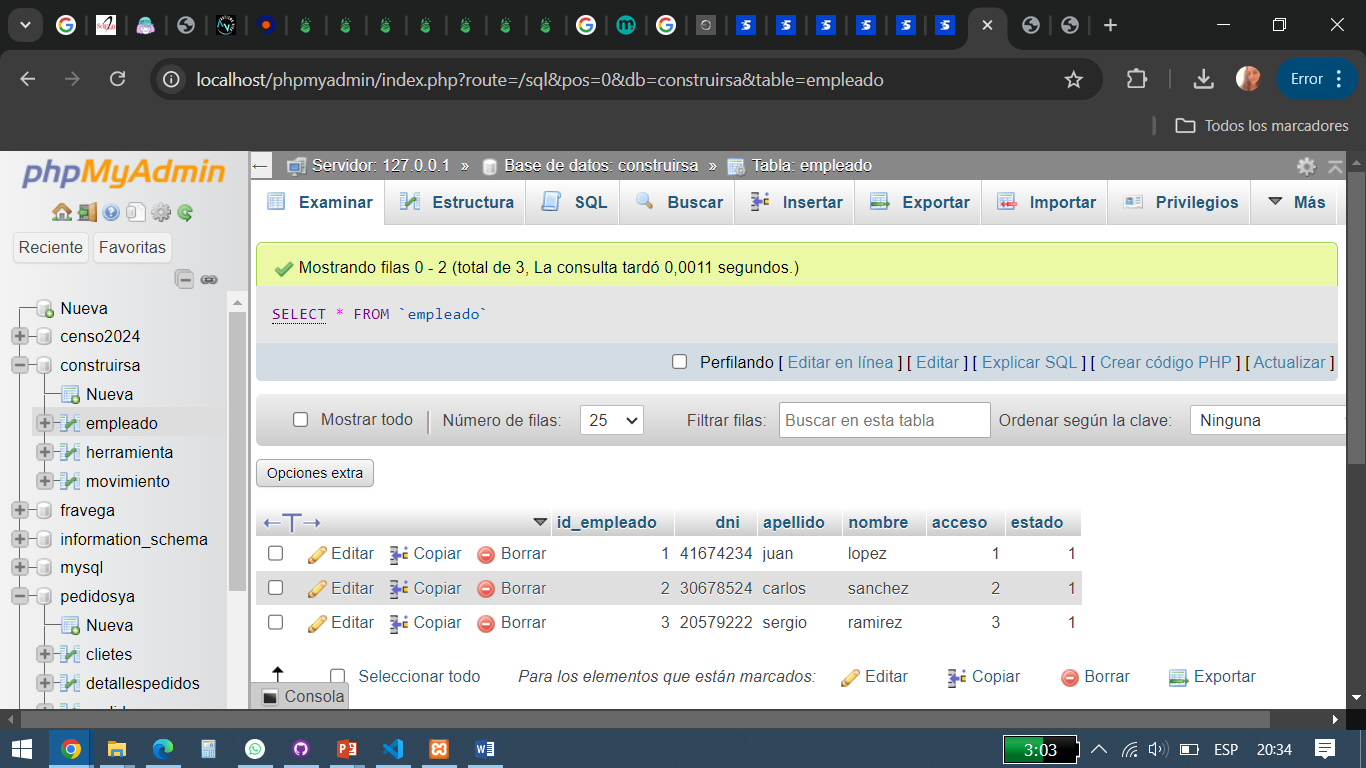 localhost/phpmyadmin/index.php?route=/sql&pos=0&db=construirsa&table=empleado
Error
Todos los marcadores
phpMyAdmin
Reciente Favoritas
Nueva
censo2024
construirsa
Nueva
empleado
herramienta
movimiento
fravega
information_schema
mysql
pedidosya
Nueva
clietes
detallespedidos
Servidor: 127.0.0.1 » Base de datos: construirsa » Tabla: empleado
Examinar Estructura SQL Buscar Insertar Exportar Importar Privilegios Más
Mostrando filas 0 - 2 (total de 3, La consulta tardó 0,0011 segundos.)
SELECT * FROM `empleado`
Perfilando [ Editar en línea ] [ Editar ] [ Explicar SQL ] [ Crear código PHP ] [ Actualizar ]
Mostrar todo Número de filas: 25 Filtrar filas: Buscar en esta tabla Ordenar según la clave: Ninguna
Opciones extra
←T→ id_empleado dni apellido nombre acceso estado
Editar Copiar Borrar 1 41674234 juan lopez 1 1
Editar Copiar Borrar 2 30678524 carlos sanchez 2 1
Editar Copiar Borrar 3 20579222 sergio ramirez 3 1
Seleccionar todo Para los elementos que están marcados: Editar Copiar Borrar Exportar
Consola
3:03 ESP 20:34